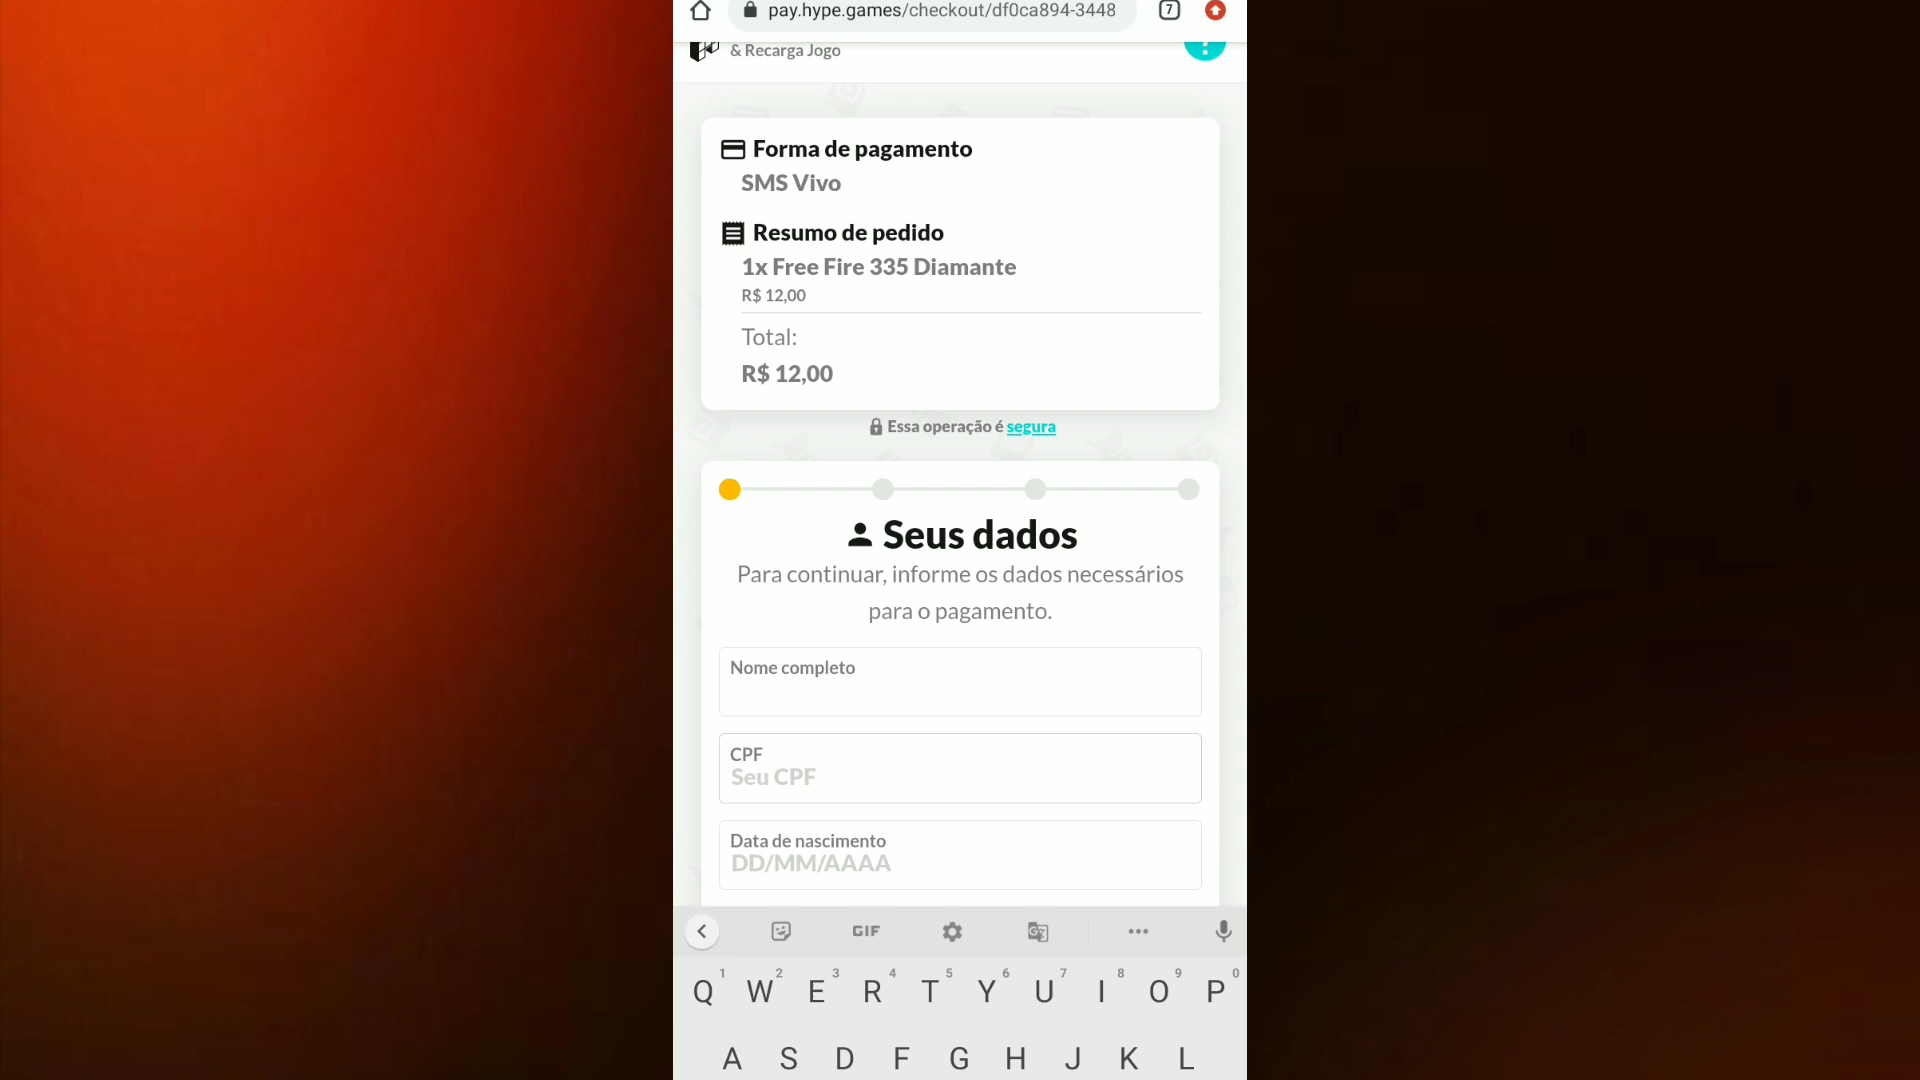 pay.hype.games/checkout/df0ca894-3448
7
& Recarga Jogo
?
Forma de pagamento
SMS Vivo
Resumo de pedido
1x Free Fire 335 Diamante
R$ 12,00
Total:
R$ 12,00
Essa operação é segura
Seus dados
Para continuar, informe os dados necessários
para o pagamento.
Nome completo
CPF
Seu CPF
Data de nascimento
DD/MM/AAAA
GIF
1 2 3 4 5 6 7 8 9 0
Q W E R T Y U I O P
A S D F G H J K L